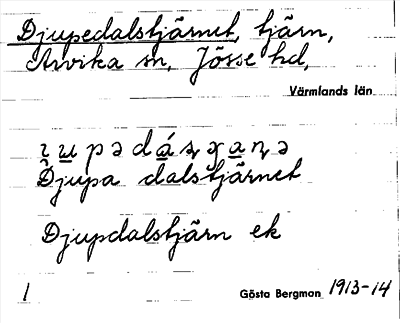 Djupedalstjärnet, tjärn,
Arvika sn, Jösse hd,
Värmlands län
Djupa dalstjärnet
Djupdalstjärn ek
1 Gösta Bergman 1913-14